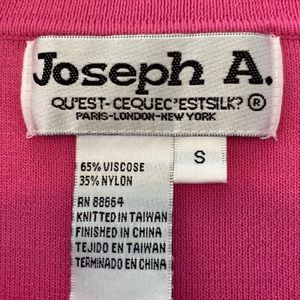 Joseph A.
QU'EST-CEQUEC'ESTSILK? ®
PARIS-LONDON-NEW YORK
S
65% VISCOSE
35% NYLON
RN 88664
KNITTED IN TAIWAN
FINISHED IN CHINA
TEJIDO EN TAIWAN
TERMINADO EN CHINA